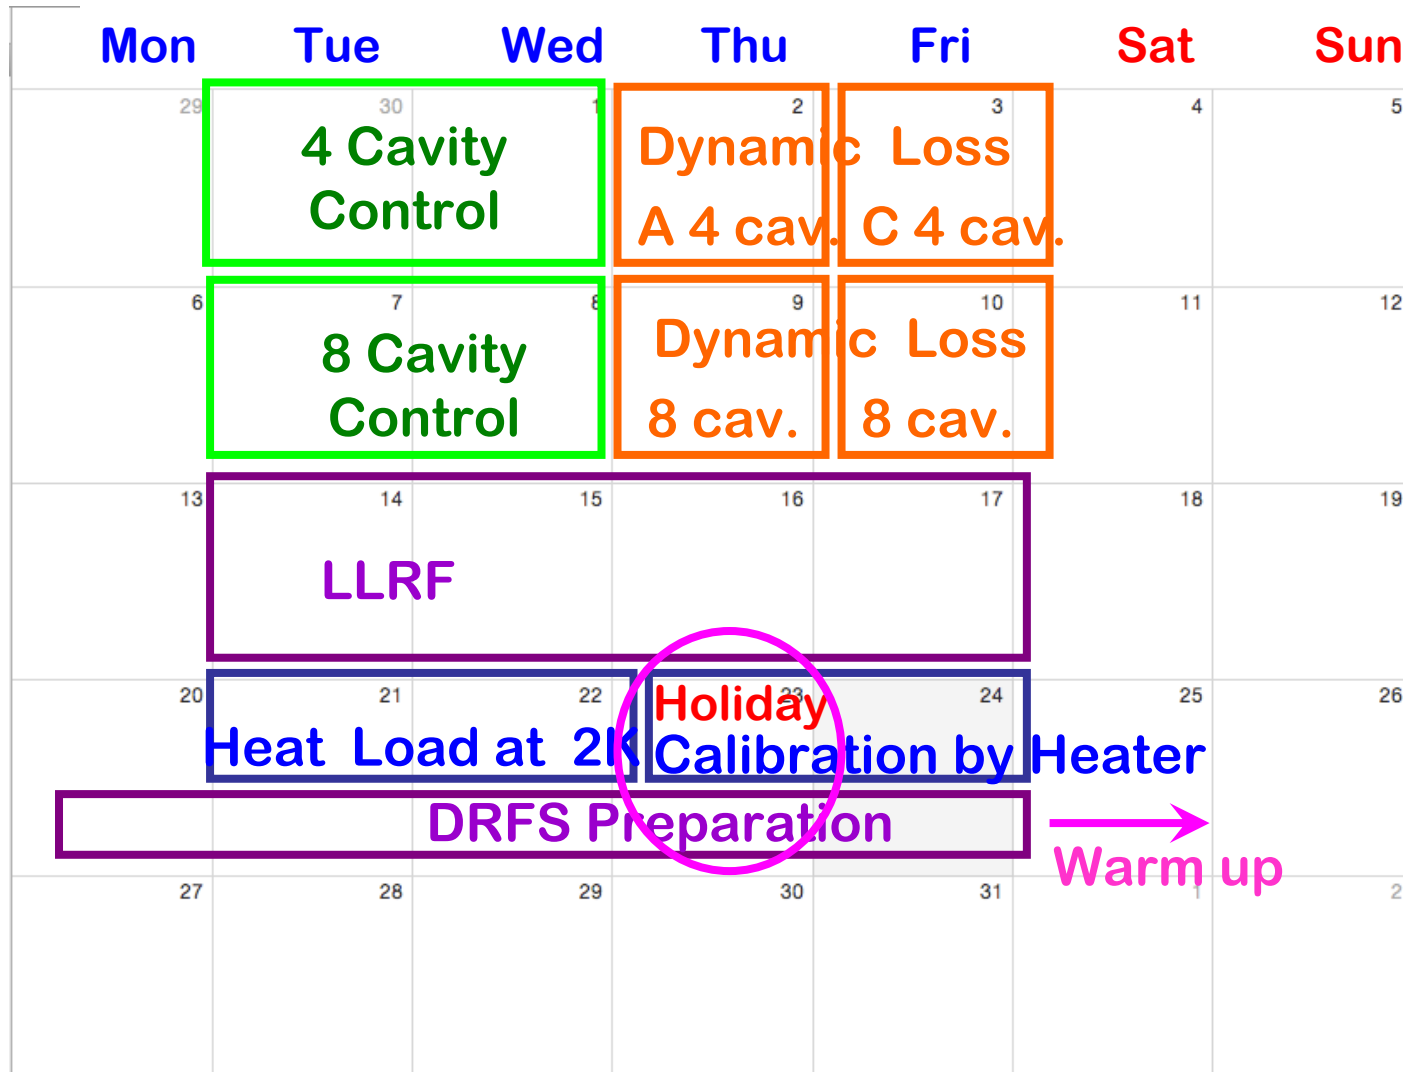 Mon Tue Wed Thu Fri Sat Sun
29 30 1 2 3 4 5
4 Cavity
Control
Dynamic Loss
A 4 cav. C 4 cav.
6 7 8 9 10 11 12
8 Cavity
Control
Dynamic Loss
8 cav. 8 cav.
13 14 15 16 17 18 19
LLRF
20 21 22 23 24 25 26
Holiday
Heat Load at 2K
Calibration by Heater
DRFS Preparation
Warm up
27 28 29 30 31 1 2